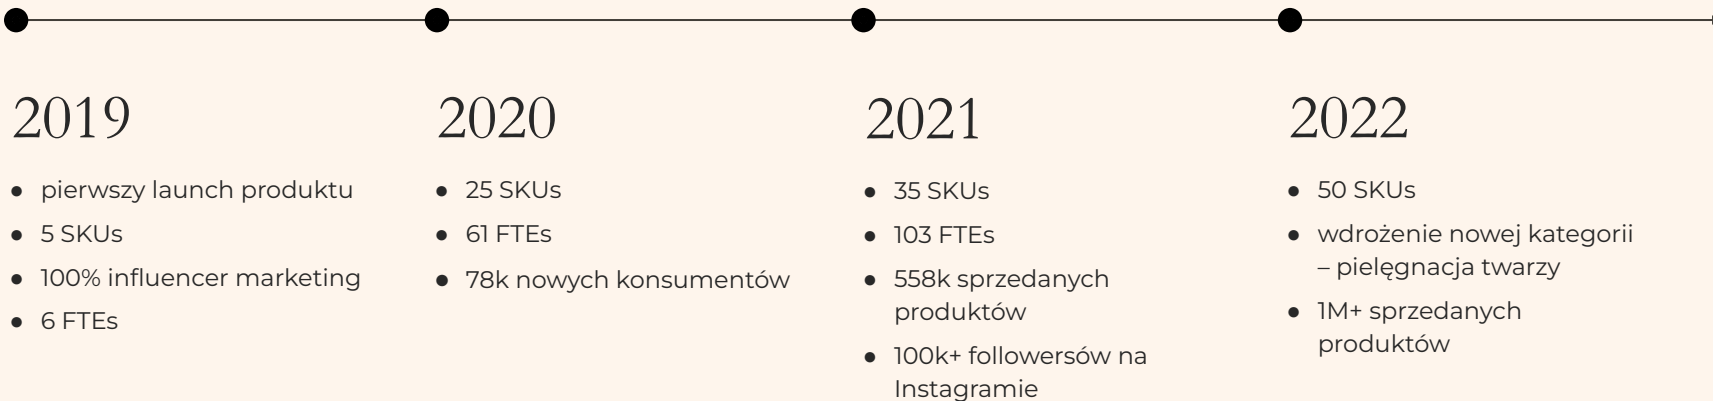 2019
• pierwszy launch produktu
• 5 SKUs
• 100% influencer marketing
• 6 FTEs
2020
• 25 SKUs
• 61 FTEs
• 78k nowych konsumentów
2021
• 35 SKUs
• 103 FTEs
• 558k sprzedanych
produktów
• 100k+ followersów na
Instagramie
2022
• 50 SKUs
• wdrożenie nowej kategorii
– pielęgnacja twarzy
• 1M+ sprzedanych
produktów